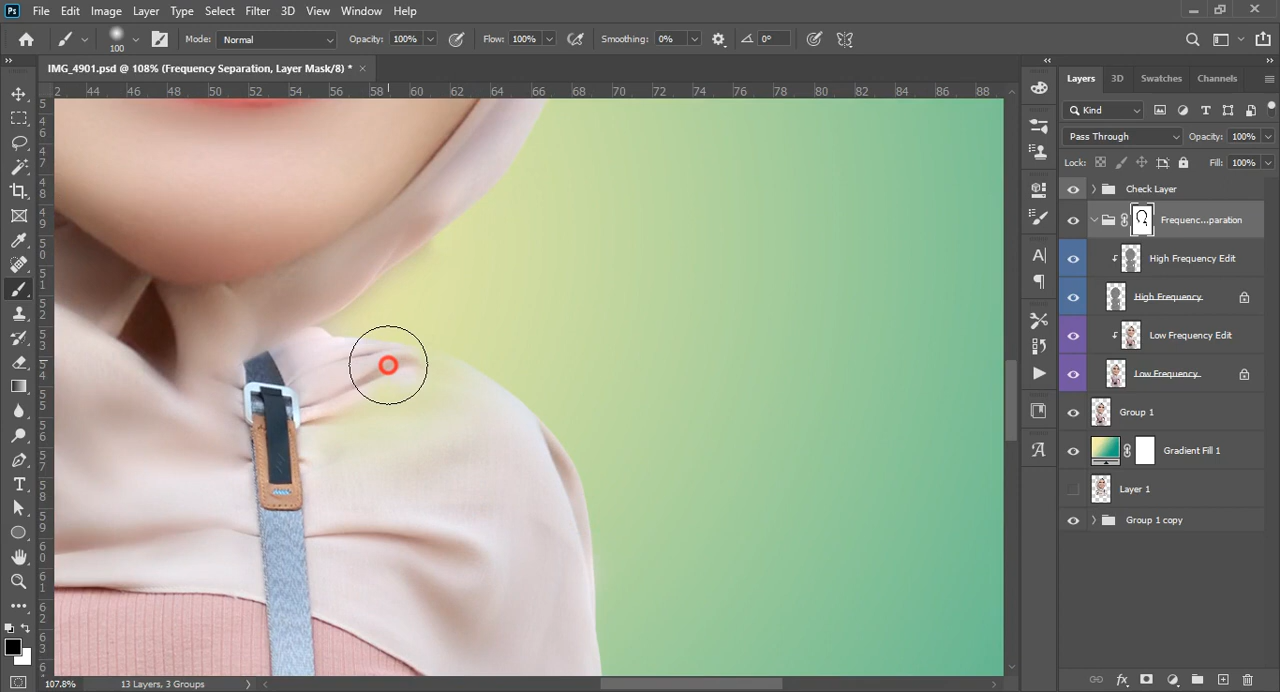 Ps File Edit Image Layer Type Select Filter 3D View Window Help
100 Mode: Normal Opacity: 100% Flow: 100% Smoothing: 0% 0°
IMG_4901.psd @ 108% (Frequency Separation, Layer Mask/8) * ×
42 44 46 48 50 52 54 56 58 60 62 64 66 68 70 72 74 76 78 80 82 84 86 88
Layers 3D Swatches Channels
Kind
Pass Through Opacity: 100%
Lock: Fill: 100%
Check Layer
Frequenc...paration
High Frequency Edit
High Frequency
Low Frequency Edit
Low Frequency
Group 1
Gradient Fill 1
Layer 1
Group 1 copy
107.8% 13 Layers, 3 Groups